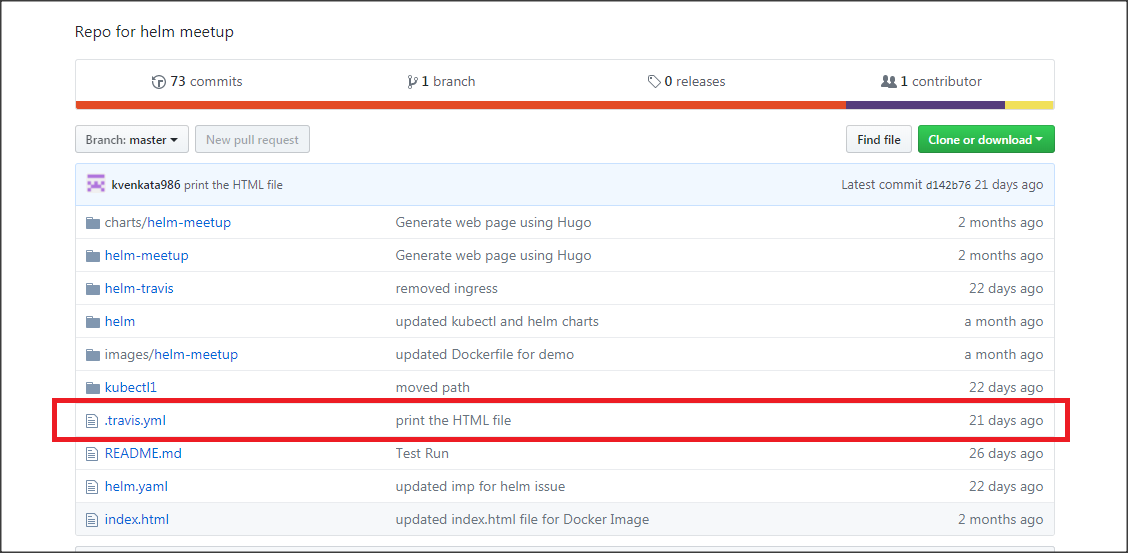 Repo for helm meetup
73 commits 1 branch 0 releases 1 contributor
Branch: master New pull request Find file Clone or download
kvenkata986 print the HTML file Latest commit d142b76 21 days ago
charts/helm-meetup Generate web page using Hugo 2 months ago
helm-meetup Generate web page using Hugo 2 months ago
helm-travis removed ingress 22 days ago
helm updated kubectl and helm charts a month ago
images/helm-meetup updated Dockerfile for demo a month ago
kubectl1 moved path 22 days ago
.travis.yml print the HTML file 21 days ago
README.md Test Run 26 days ago
helm.yaml updated imp for helm issue 22 days ago
index.html updated index.html file for Docker Image 2 months ago